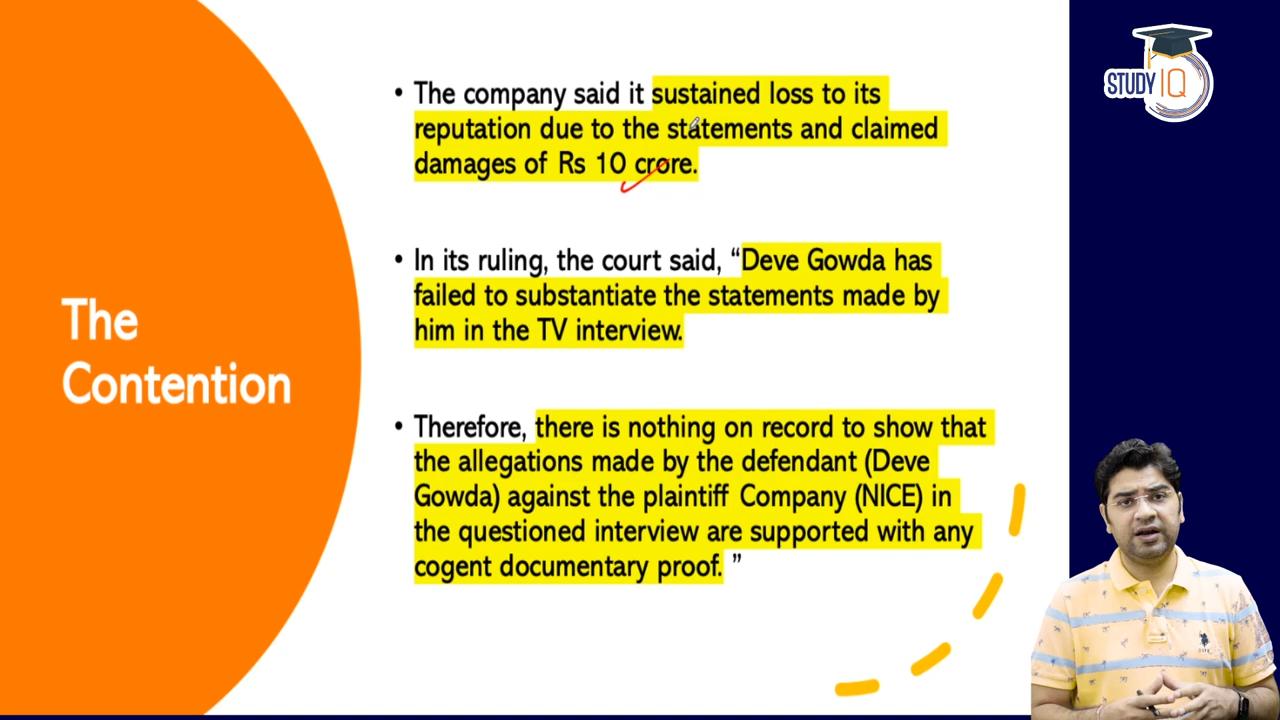 STUDY IQ
• The company said it sustained loss to its
reputation due to the statements and claimed
damages of Rs 10 crore.
• In its ruling, the court said, “Deve Gowda has
failed to substantiate the statements made by
him in the TV interview.
The
Contention
• Therefore, there is nothing on record to show that
the allegations made by the defendant (Deve
Gowda) against the plaintiff Company (NICE) in
the questioned interview are supported with any
cogent documentary proof. ”